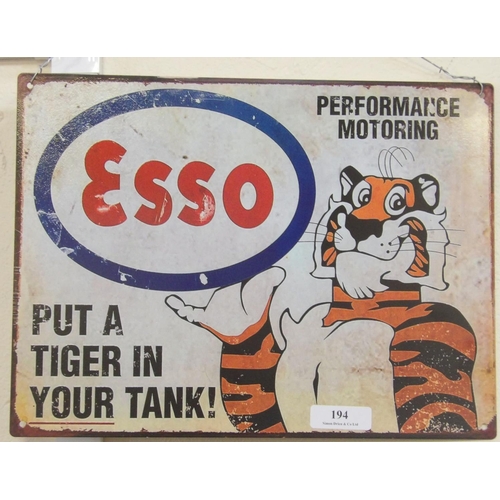 PERFORMANCE
MOTORING
Esso
PUT A
TIGER IN
YOUR TANK!
194